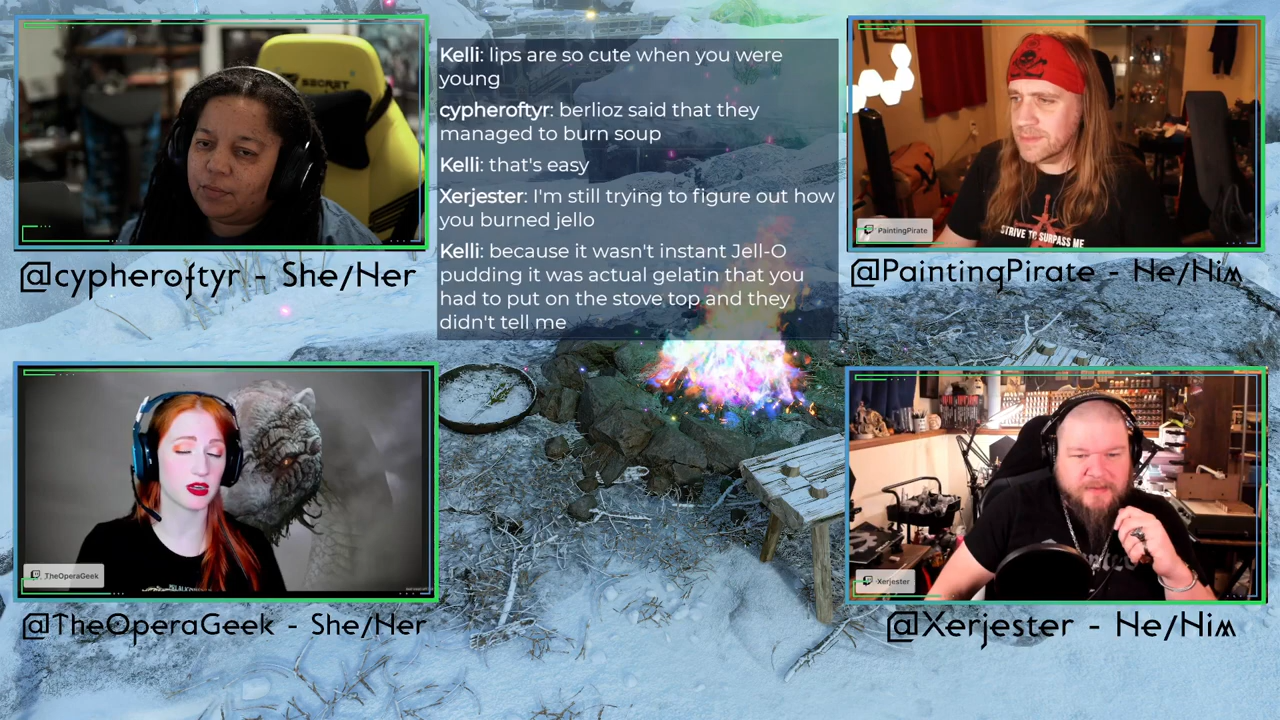 SECRET
Kelli: lips are so cute when you were
young
cypheroftyr: berlioz said that they
managed to burn soup
Kelli: that's easy
Xerjester: I'm still trying to figure out how
you burned jello
Kelli: because it wasn't instant Jell-O
pudding it was actual gelatin that you
had to put on the stove top and they
didn't tell me
STRIVE TO SURPASS ME
PaintingPirate
@cypheroftyr - She/Her
@PaintingPirate - He/Him
TheOperaGeek
Xerjester
@TheOperaGeek - She/Her
@Xerjester - He/Him